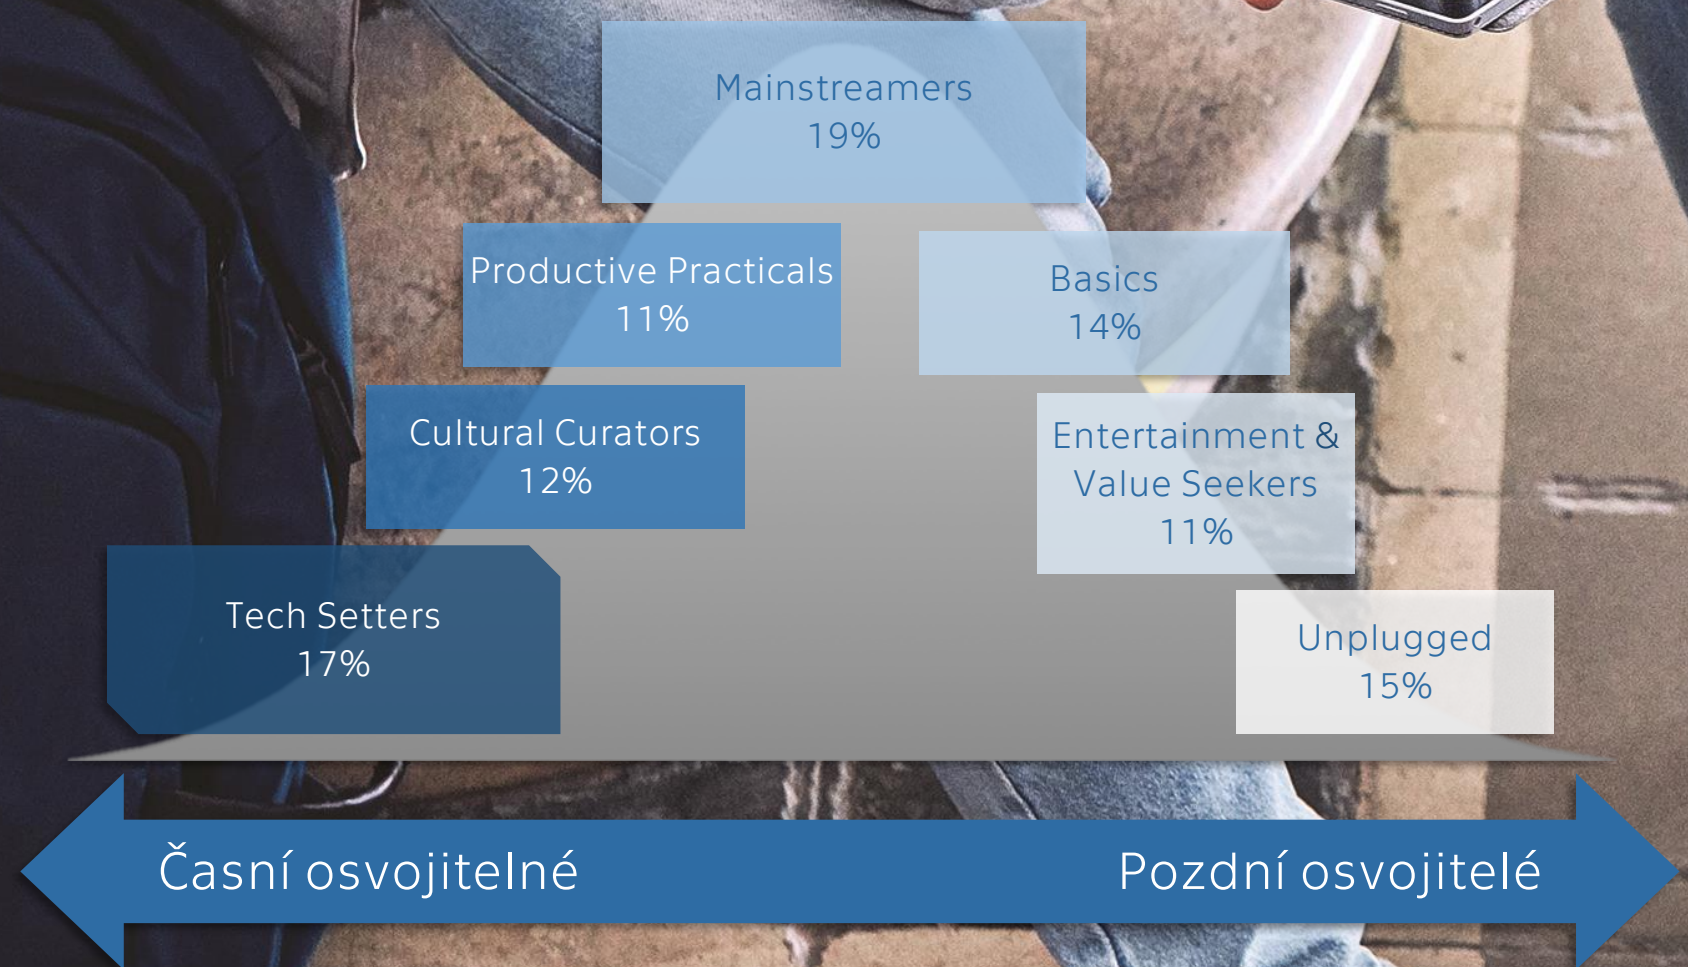 Mainstreamers
19%
Productive Practicals
11%
Basics
14%
Cultural Curators
12%
Entertainment &
Value Seekers
11%
Tech Setters
17%
Unplugged
15%
Časní osvojitelné
Pozdní osvojitelé